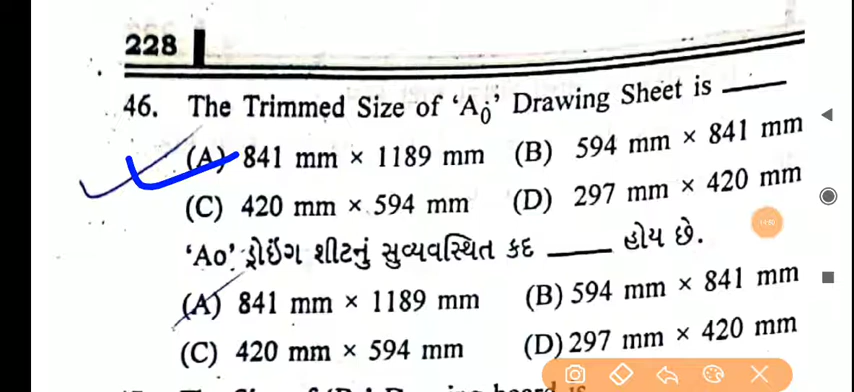 228
46. The Trimmed Size of 'A0' Drawing Sheet is ____
(A) 841 mm × 1189 mm (B) 594 mm × 841 mm
(C) 420 mm × 594 mm (D) 297 mm × 420 mm
'Ao' ડ્રોઇંગ શીટનું સુવ્યવસ્થિત કદ ____ હોય છે.
(A) 841 mm × 1189 mm (B) 594 mm × 841 mm
(C) 420 mm × 594 mm (D) 297 mm × 420 mm